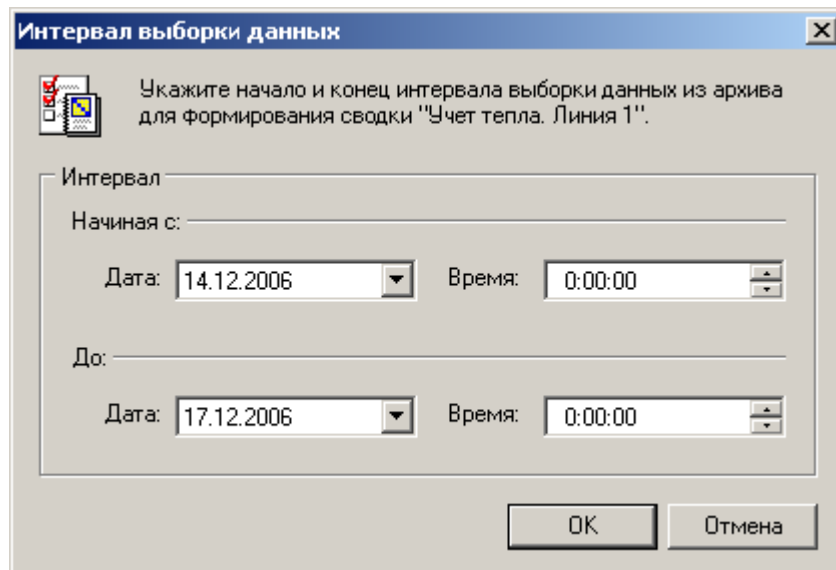 Интервал выборки данных
Укажите начало и конец интервала выборки данных из архива
для формирования сводки "Учет тепла. Линия 1".
Интервал
Начиная с:
Дата: 14.12.2006 Время: 0:00:00
До:
Дата: 17.12.2006 Время: 0:00:00
OK Отмена